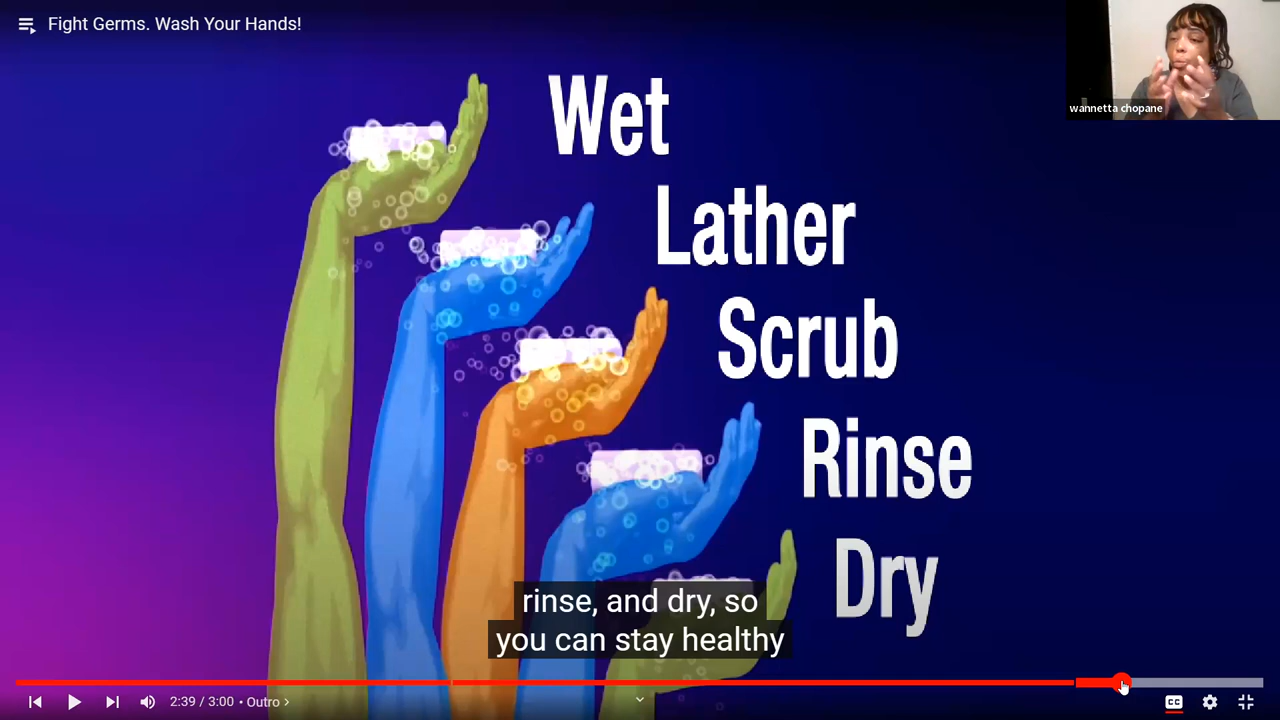 Fight Germs. Wash Your Hands!
wannetta chopane
Wet
Lather
Scrub
Rinse
Dry
rinse, and dry, so
you can stay healthy
2:39 / 3:00 • Outro
CC